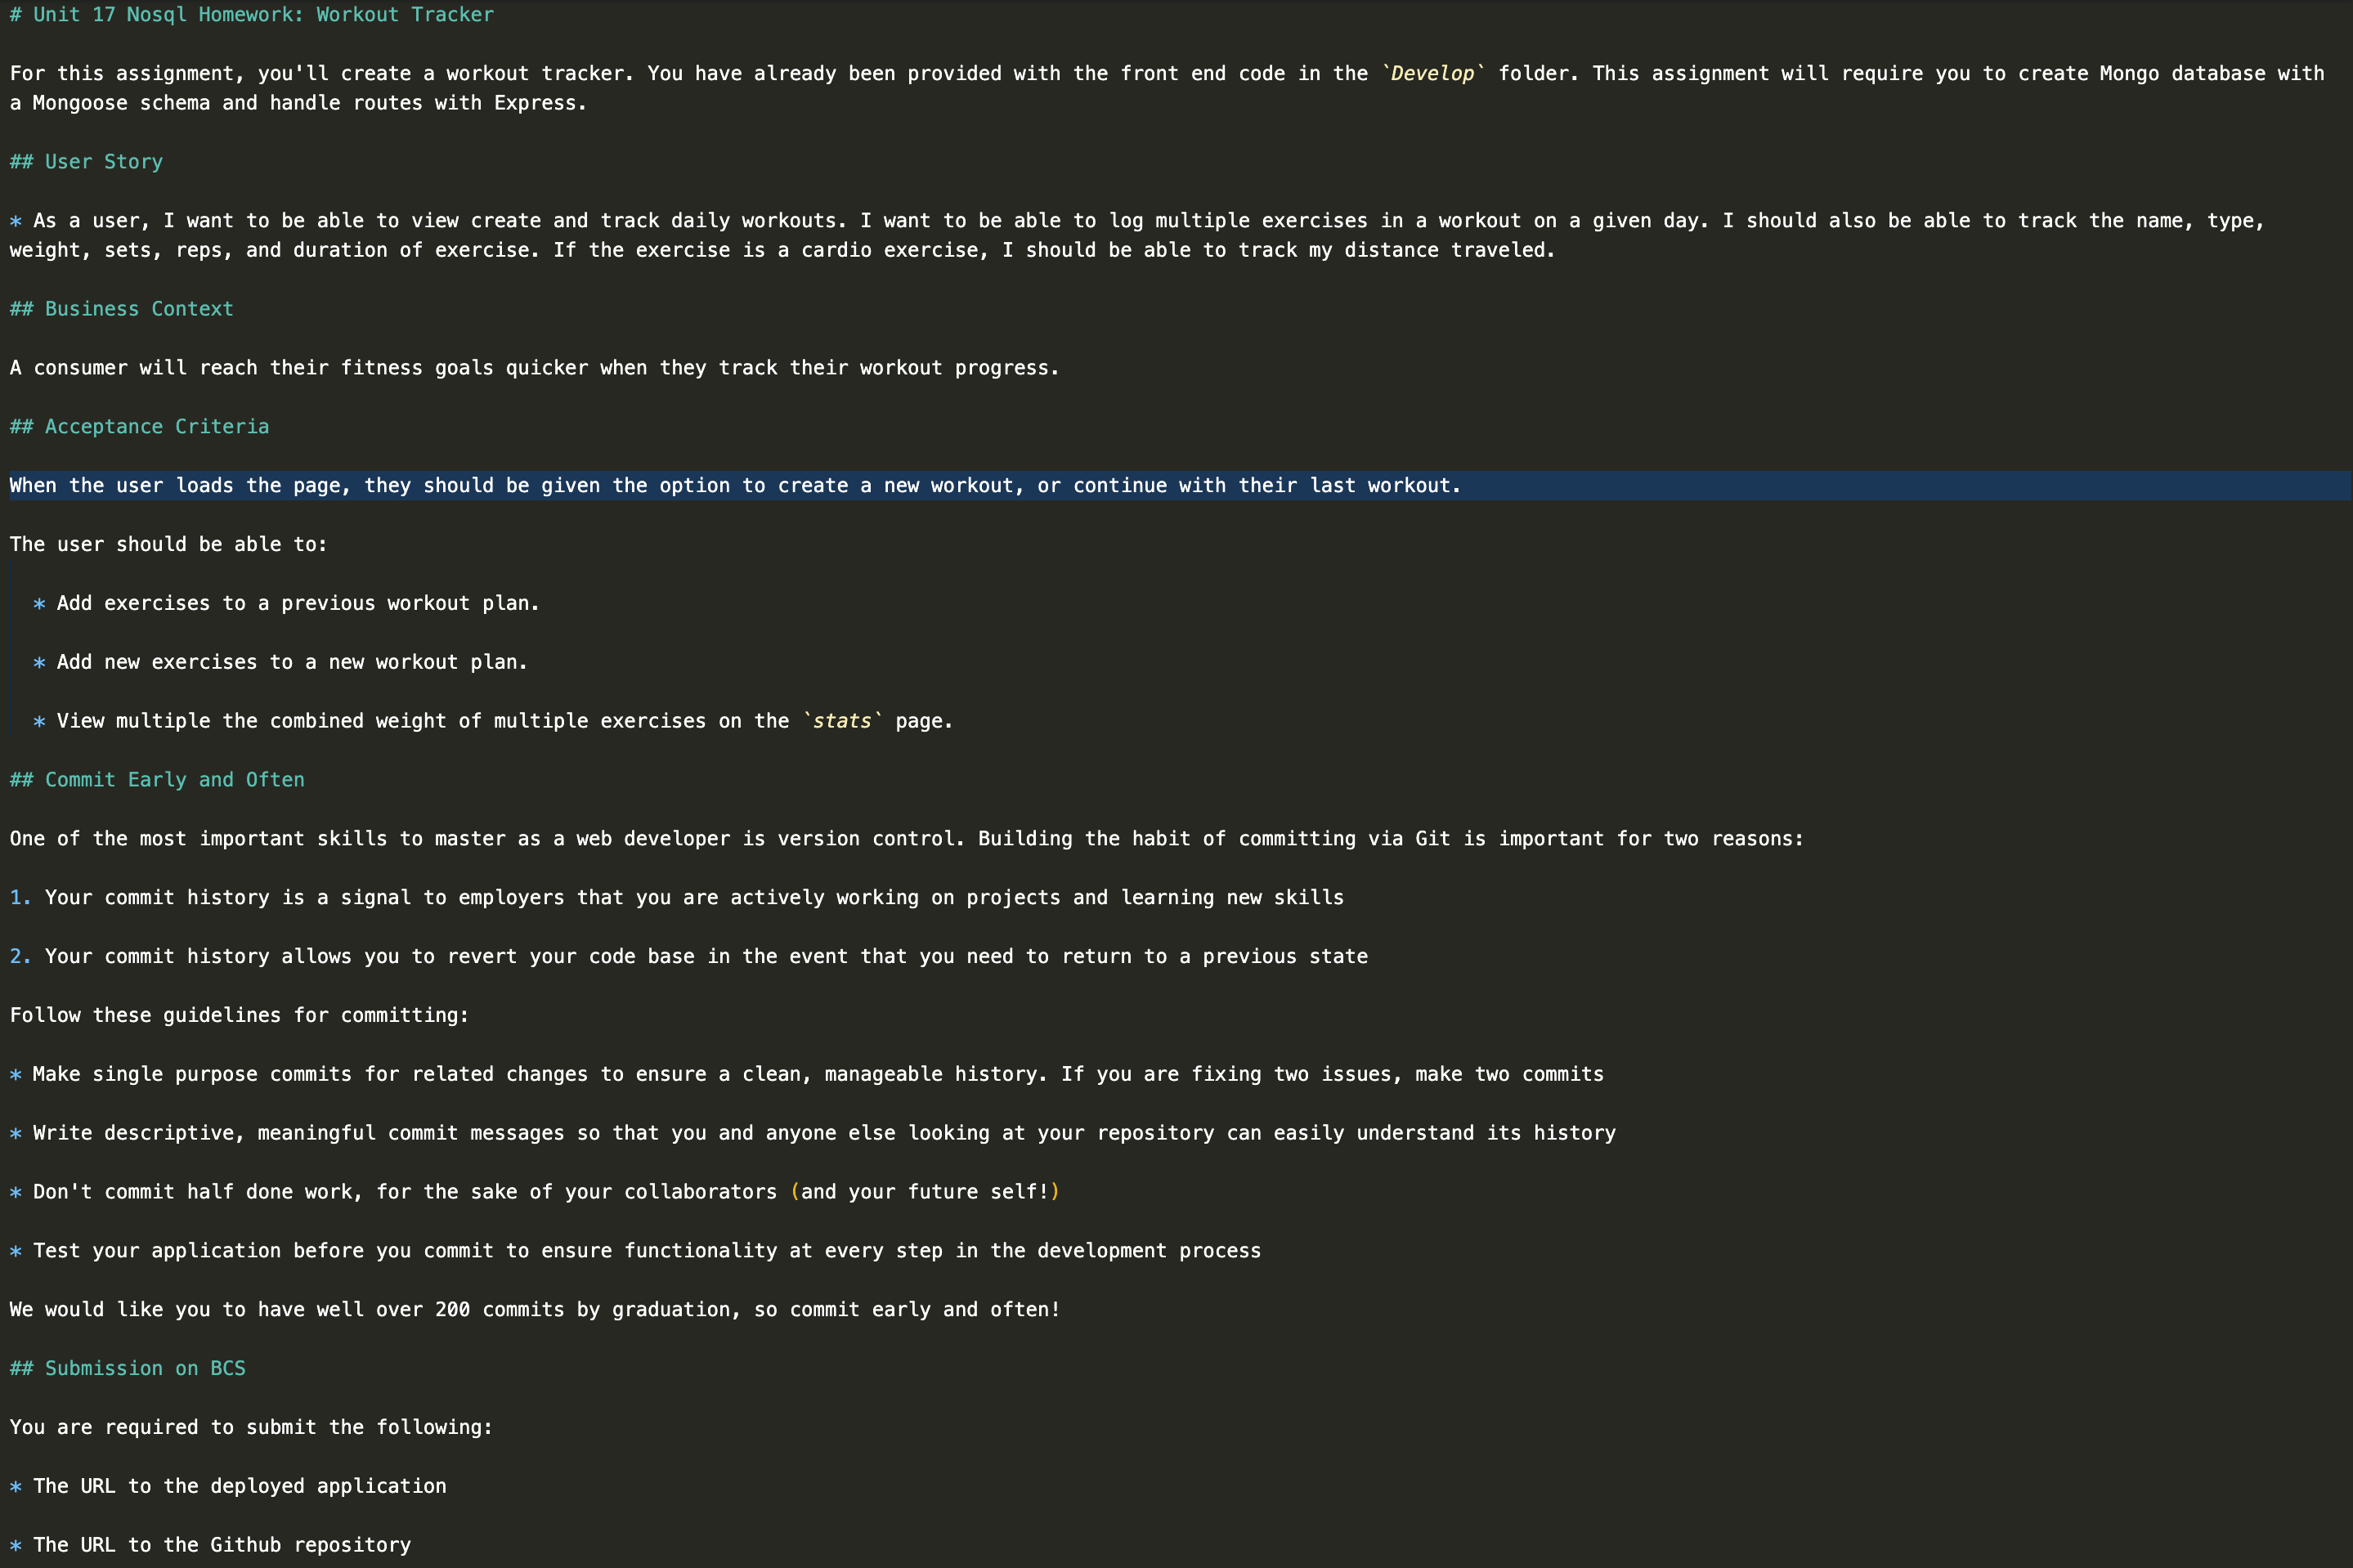 # Unit 17 Nosql Homework: Workout Tracker
For this assignment, you'll create a workout tracker. You have already been provided with the front end code in the `Develop` folder. This assignment will require you to create Mongo database with
a Mongoose schema and handle routes with Express.
## User Story
* As a user, I want to be able to view create and track daily workouts. I want to be able to log multiple exercises in a workout on a given day. I should also be able to track the name, type,
weight, sets, reps, and duration of exercise. If the exercise is a cardio exercise, I should be able to track my distance traveled.
## Business Context
A consumer will reach their fitness goals quicker when they track their workout progress.
## Acceptance Criteria
When the user loads the page, they should be given the option to create a new workout, or continue with their last workout.
The user should be able to:
* Add exercises to a previous workout plan.
* Add new exercises to a new workout plan.
* View multiple the combined weight of multiple exercises on the `stats` page.
## Commit Early and Often
One of the most important skills to master as a web developer is version control. Building the habit of committing via Git is important for two reasons:
1. Your commit history is a signal to employers that you are actively working on projects and learning new skills
2. Your commit history allows you to revert your code base in the event that you need to return to a previous state
Follow these guidelines for committing:
* Make single purpose commits for related changes to ensure a clean, manageable history. If you are fixing two issues, make two commits
* Write descriptive, meaningful commit messages so that you and anyone else looking at your repository can easily understand its history
* Don't commit half done work, for the sake of your collaborators (and your future self!)
* Test your application before you commit to ensure functionality at every step in the development process
We would like you to have well over 200 commits by graduation, so commit early and often!
## Submission on BCS
You are required to submit the following:
* The URL to the deployed application
* The URL to the Github repository